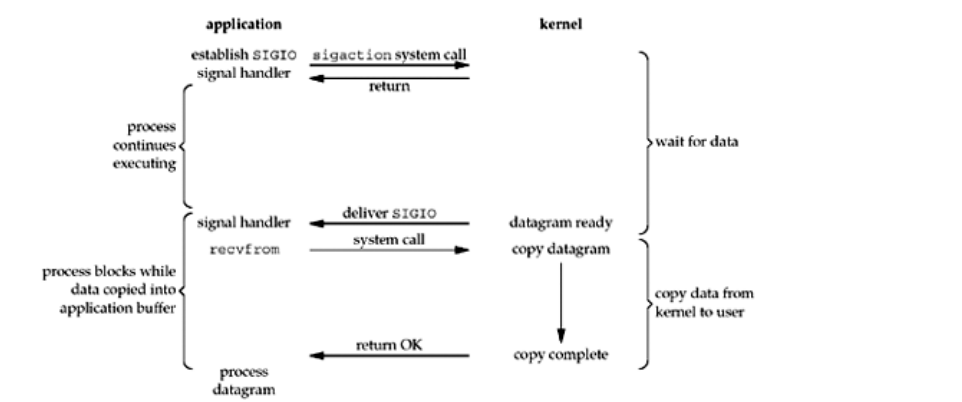 application
kernel
establish SIGIO
signal handler
sigaction system call
return
process
continues
executing
wait for data
signal handler
deliver SIGIO
datagram ready
recvfrom
system call
copy datagram
process blocks while
data copied into
application buffer
copy data from
kernel to user
return OK
copy complete
process
datagram